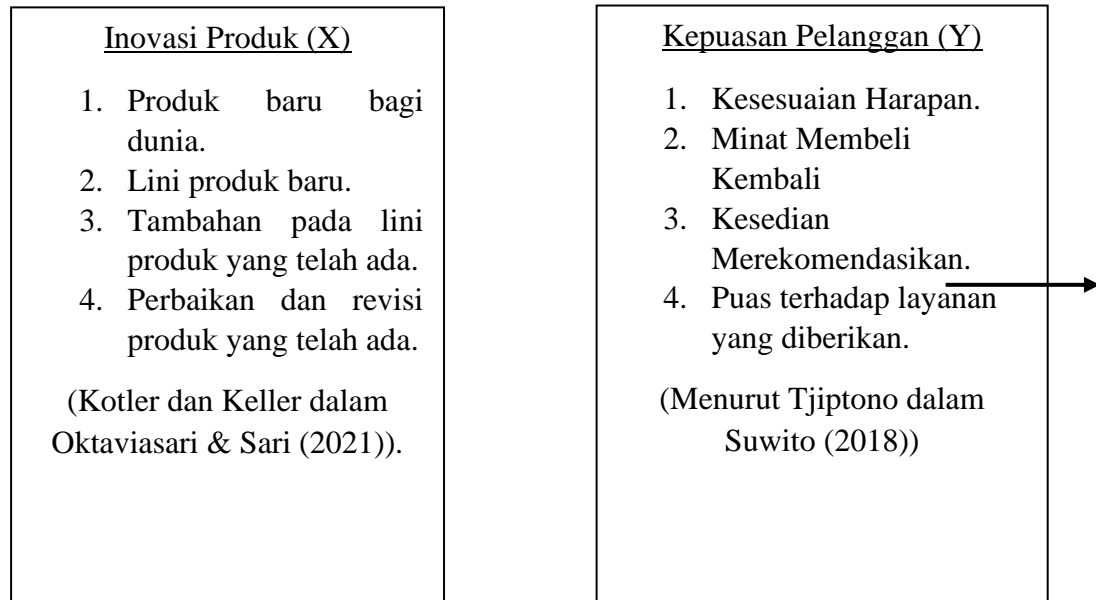 Inovasi Produk (X)
1. Produk baru bagi
dunia.
2. Lini produk baru.
3. Tambahan pada lini
produk yang telah ada.
4. Perbaikan dan revisi
produk yang telah ada.
(Kotler dan Keller dalam
Oktaviasari & Sari (2021)).
Kepuasan Pelanggan (Y)
1. Kesesuaian Harapan.
2. Minat Membeli
Kembali
3. Kesedian
Merekomendasikan.
4. Puas terhadap layanan
yang diberikan.
(Menurut Tjiptono dalam
Suwito (2018))